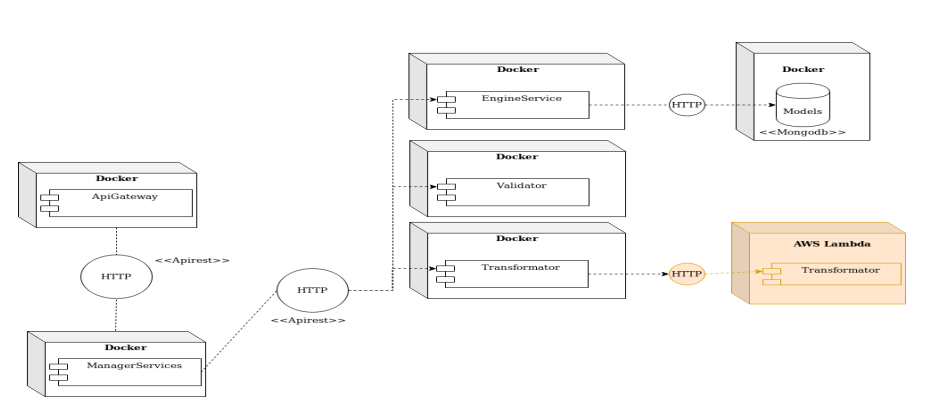 Docker
EngineService
HTTP
Docker
Models
<<Mongodb>>
Docker
Validator
Docker
ApiGateway
HTTP
<<Apirest>>
Docker
Transformator
HTTP
AWS Lambda
Transformator
HTTP
<<Apirest>>
Docker
ManagerServices